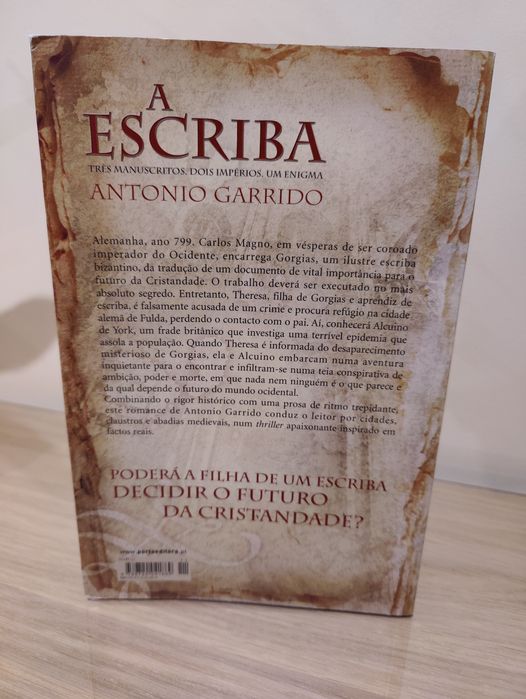 A
ESCRIBA
TRÊS MANUSCRITOS, DOIS IMPÉRIOS, UM ENIGMA
ANTONIO GARRIDO
Alemanha, ano 799. Carlos Magno, em vésperas de ser coroado
imperador do Ocidente, encarrega Gorgias, um ilustre escriba
bizantino, da tradução de um documento de vital importância para o
futuro da Cristandade. O trabalho deverá ser executado no mais
absoluto segredo. Entretanto, Theresa, filha de Gorgias e aprendiz de
escriba, é falsamente acusada de um crime e procura refúgio na cidade
alemã de Fulda, perdendo o contacto com o pai. Aí, conhecerá Alcuíno
de York, um frade britânico que investiga uma terrível epidemia que
assola a população. Quando Theresa é informada do desaparecimento
misterioso de Gorgias, ela e Alcuíno embarcam numa aventura
inquietante para o encontrar e infiltram-se numa teia conspirativa de
ambição, poder e morte, em que nada nem ninguém é o que parece e
da qual depende o futuro do mundo ocidental.
Combinando o rigor histórico com uma prosa de ritmo trepidante,
este romance de Antonio Garrido conduz o leitor por cidades,
claustros e abadias medievais, num thriller apaixonante inspirado em
factos reais.
PODERÁ A FILHA DE UM ESCRIBA
DECIDIR O FUTURO
DA CRISTANDADE?
www.portoeditora.pt